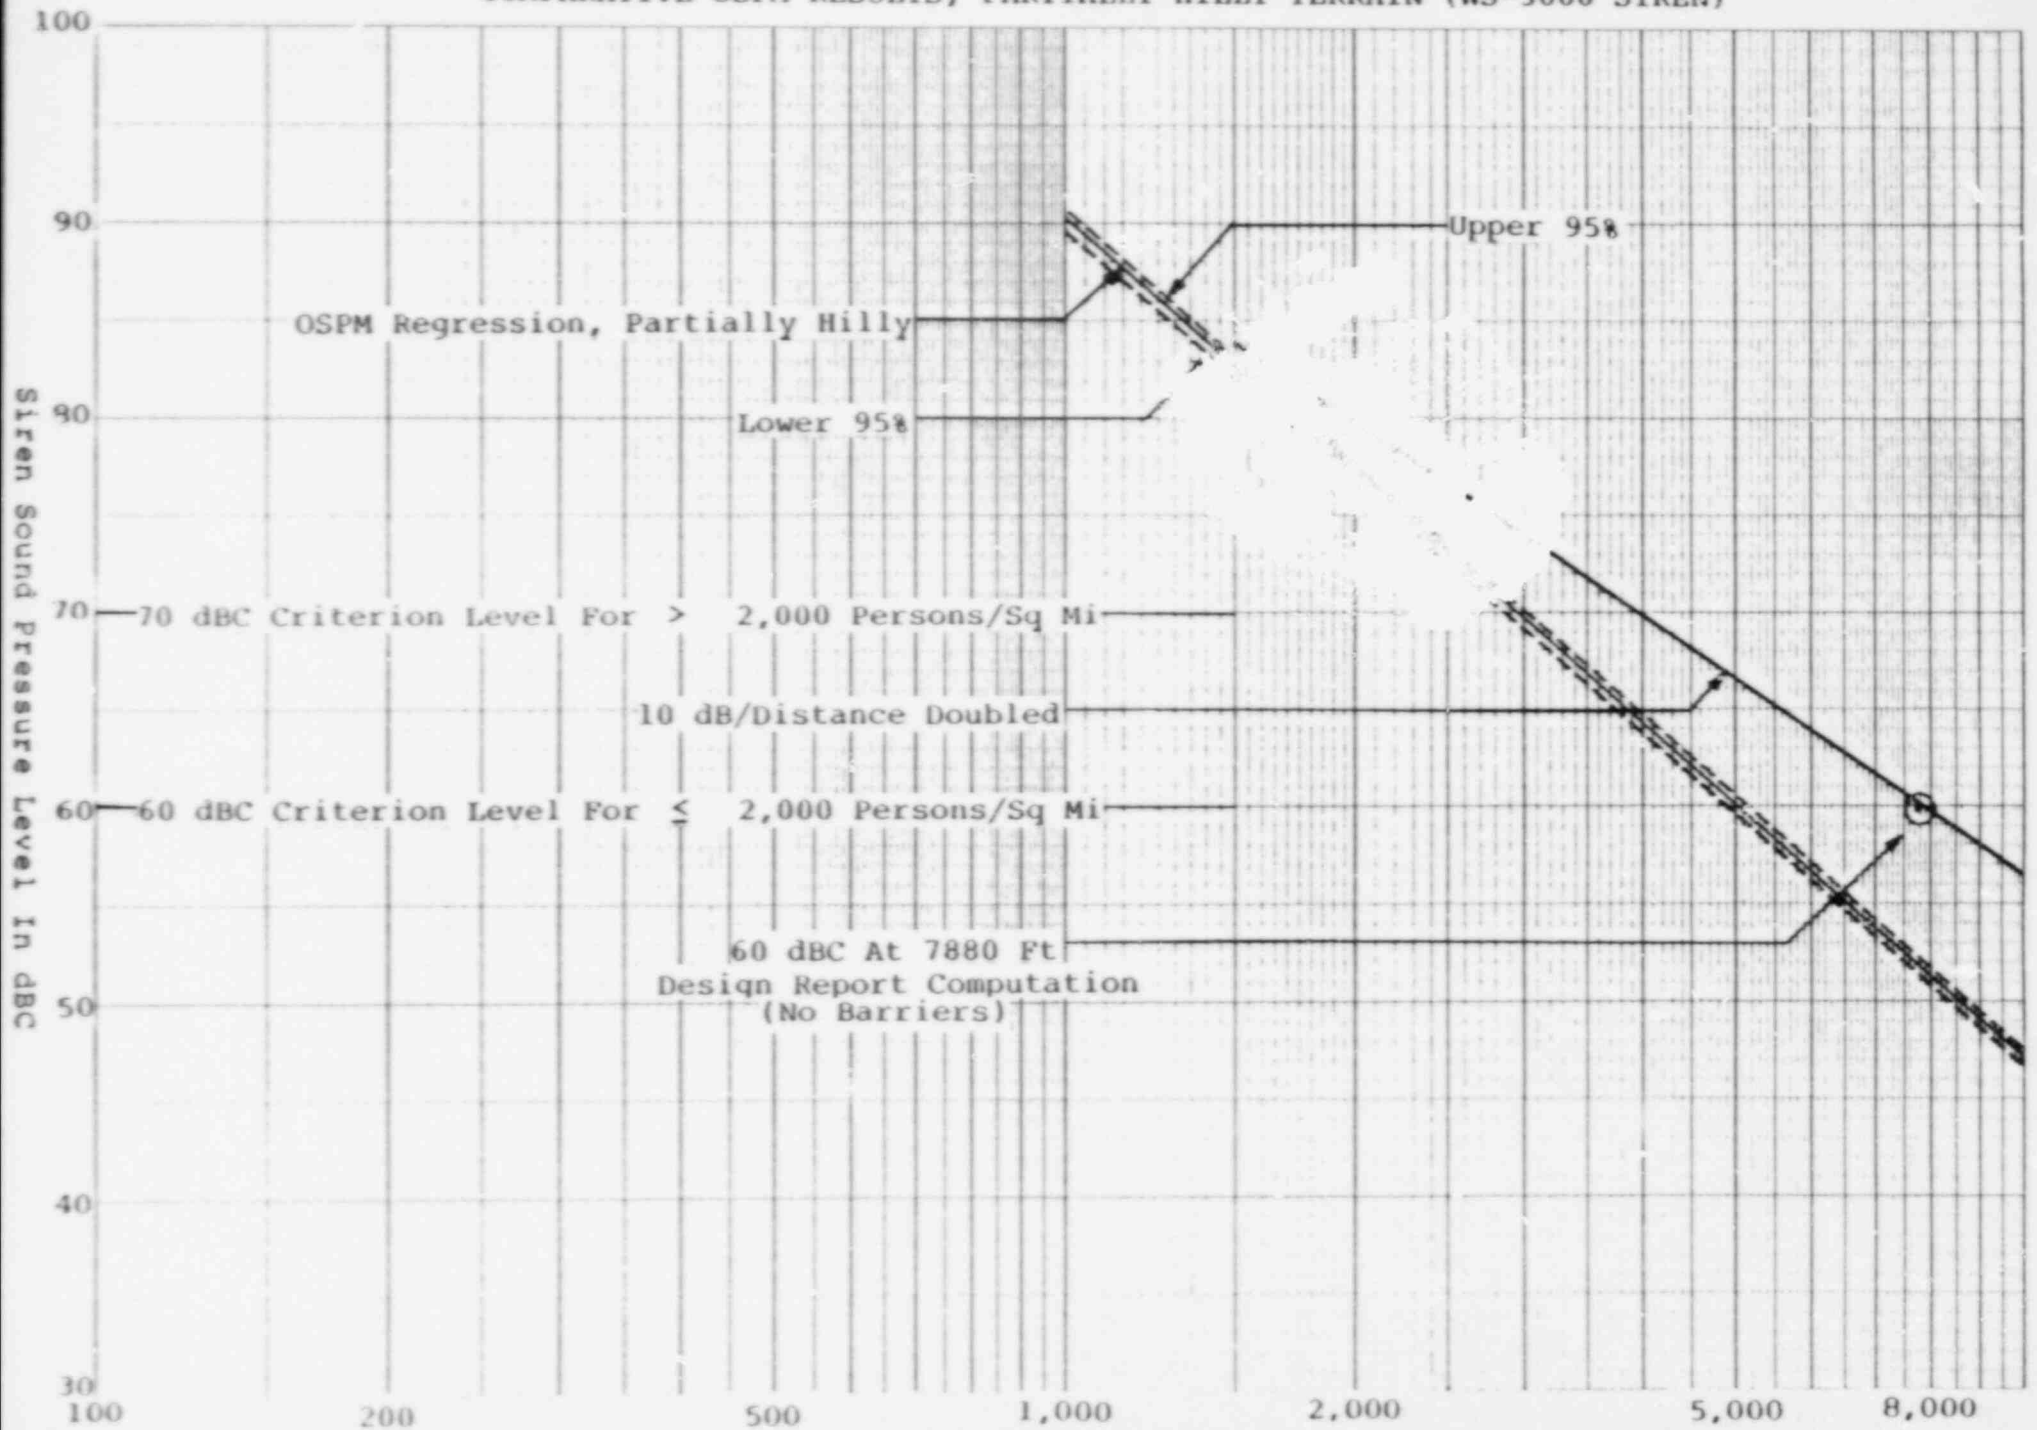 100
90
Upper 95%
OSPM Regression, Partially Hilly
80
Lower 95%
70
70 dBC Criterion Level For > 2,000 Persons/Sq Mi
10 dB/Distance Doubled
60
60 dBC Criterion Level For ≤ 2,000 Persons/Sq Mi
60 dBC At 7880 Ft
Design Report Computation
(No Barriers)
50
40
30
100 200 500 1,000 2,000 5,000 8,000
Siren Sound Pressure Level In dBC